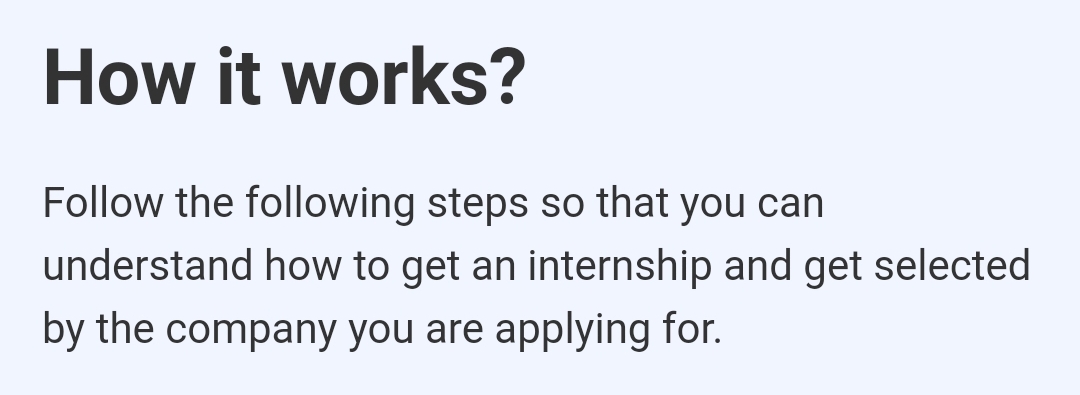 How it works?
Follow the following steps so that you can
understand how to get an internship and get selected
by the company you are applying for.